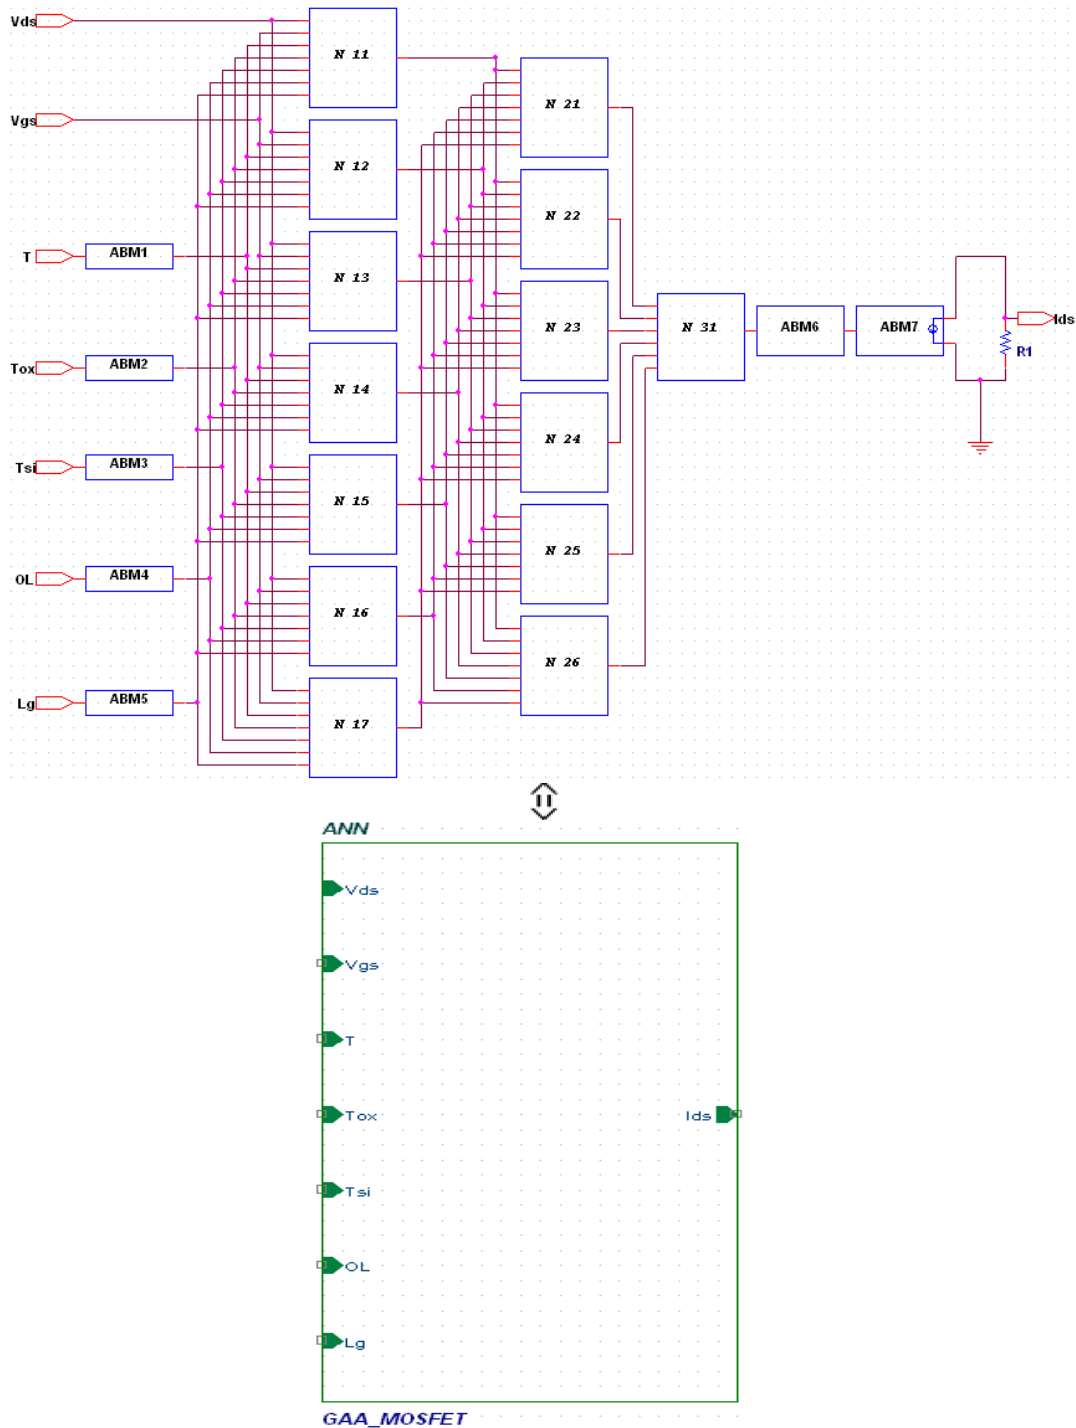 Vds
N 11
N 21
Vgs
N 12
N 22
T
ABM1
N 13
N 23
N 31
ABM6
ABM7
Ids
R1
Tox
ABM2
N 14
N 24
Tsi
ABM3
N 15
N 25
OL
ABM4
N 16
N 26
Lg
ABM5
N 17
ANN
Vds
Vgs
T
Tox
Ids
Tsi
OL
Lg
GAA_MOSFET